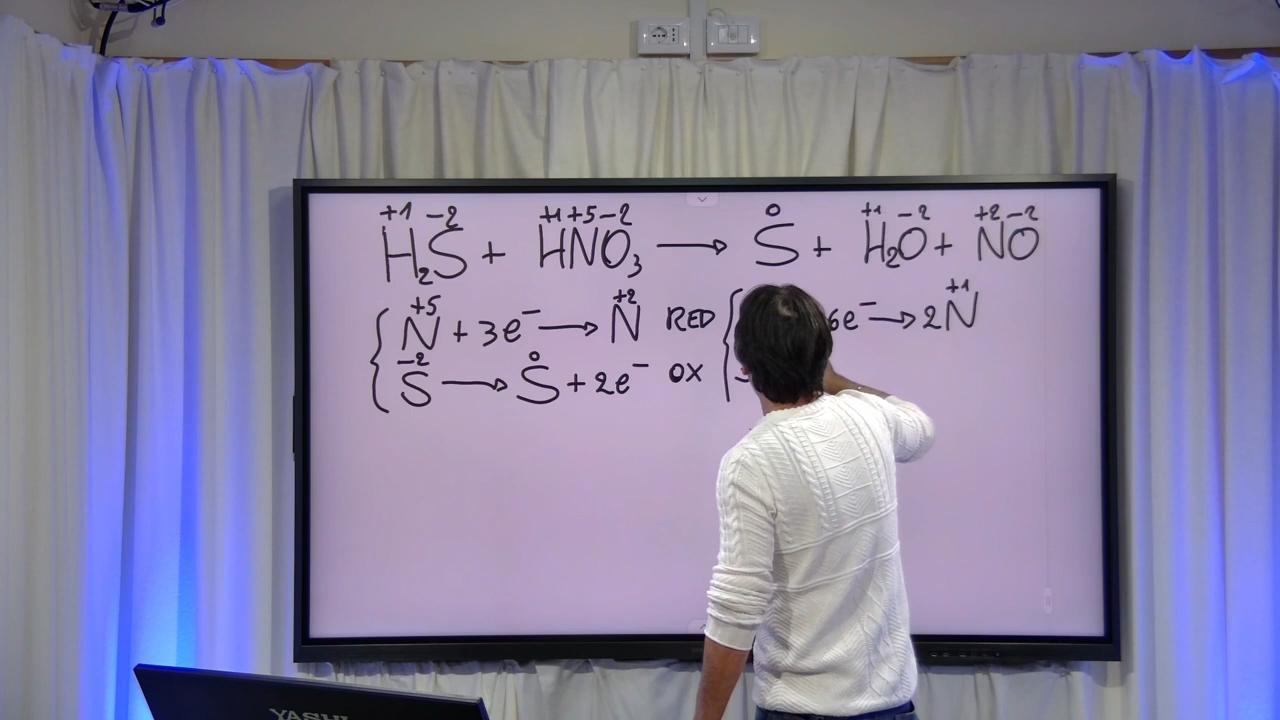 +1 -2 +1 +5 -2 0 +1 -2 +2 -2
H₂S + HNO₃ → S + H₂O + NO
+5 +2
N + 3e⁻ → N RED
-2 0
S → S + 2e⁻ OX
+1
6e⁻ → 2N
YASHI